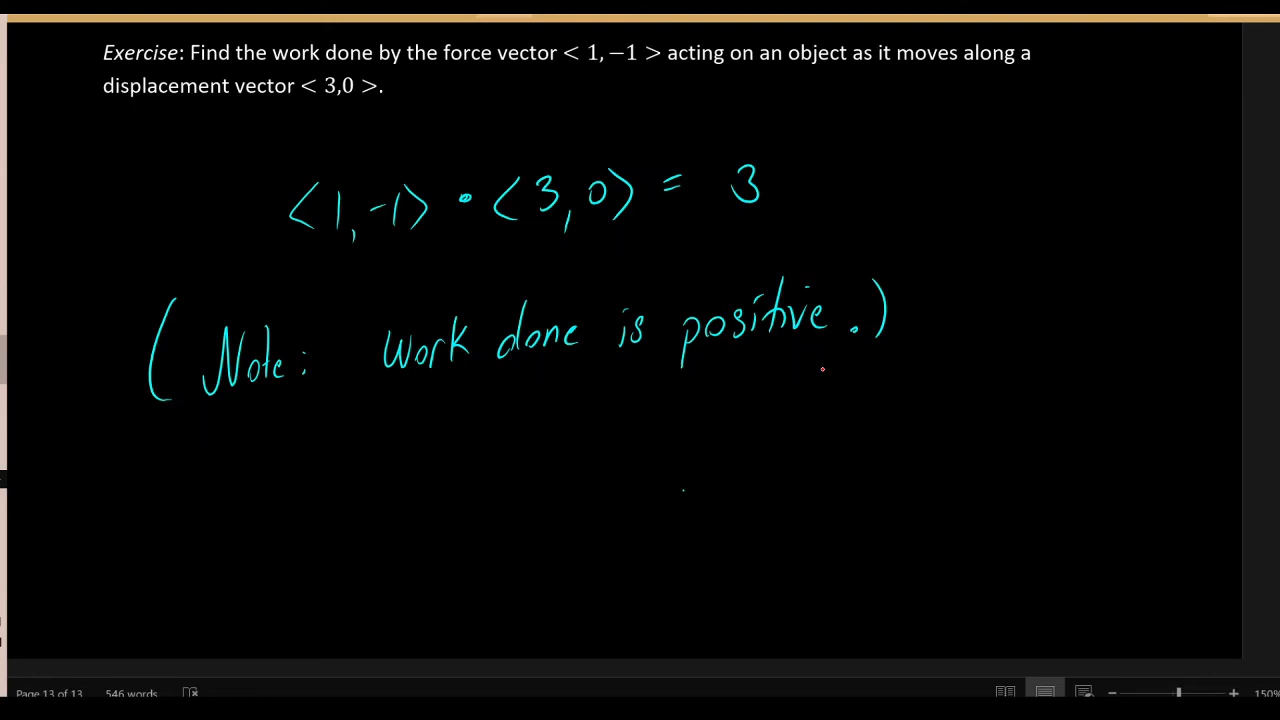 Exercise: Find the work done by the force vector < 1, −1 > acting on an object as it moves along a
displacement vector < 3,0 >.
⟨1, -1⟩ • ⟨3, 0⟩ = 3
(Note: Work done is positive.)
Page 13 of 13 546 words 150%